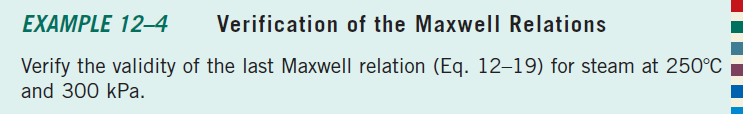 EXAMPLE 12–4 Verification of the Maxwell Relations
Verify the validity of the last Maxwell relation (Eq. 12–19) for steam at 250°C
and 300 kPa.